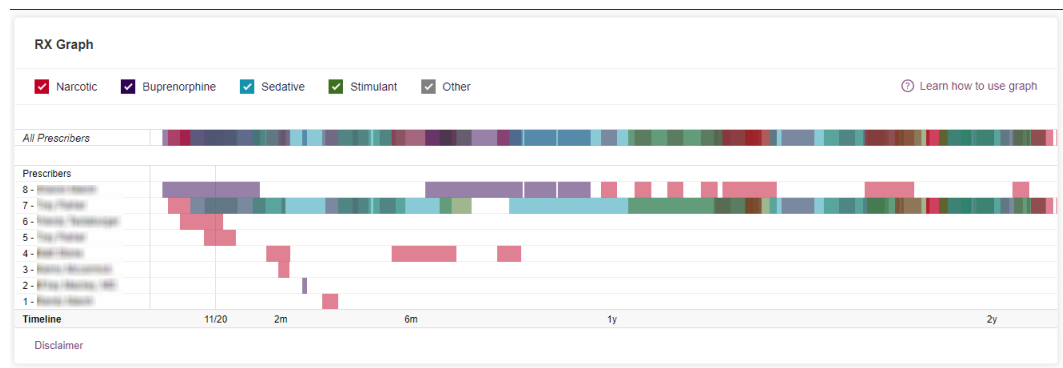 RX Graph
Narcotic Buprenorphine Sedative Stimulant Other Learn how to use graph
All Prescribers
Prescribers
8 -
7 -
6 -
5 -
4 -
3 -
2 -
1 -
Timeline 11/20 2m 6m 1y 2y
Disclaimer